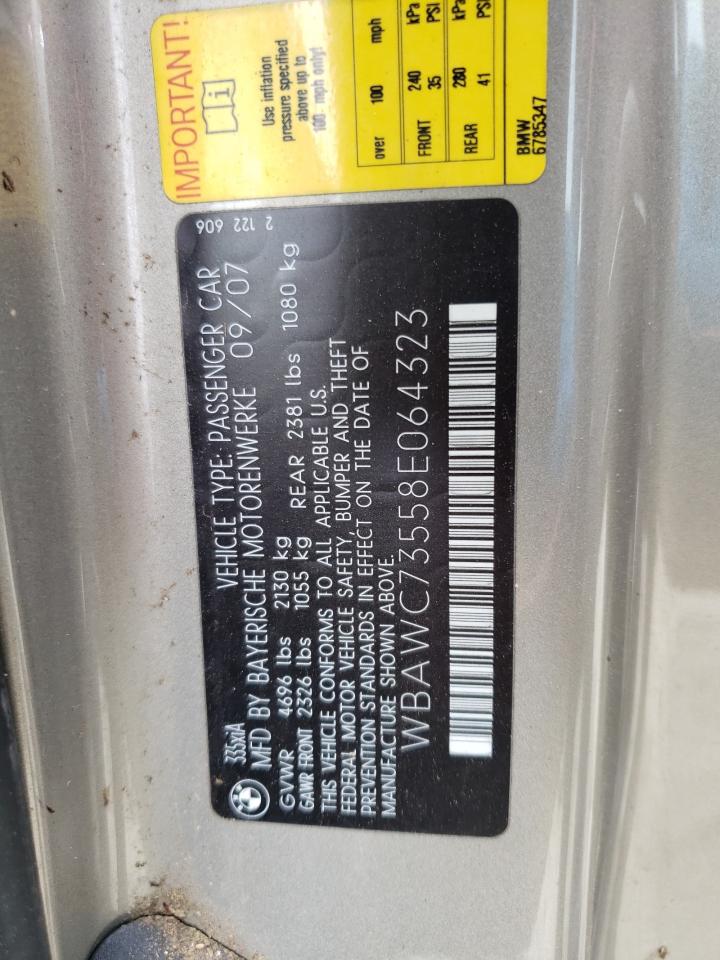 335xiA VEHICLE TYPE: PASSENGER CAR 2 122 606
MFD BY BAYERISCHE MOTORENWERKE 09/07
GVWR 4696 lbs 2130 kg
GAWR FRONT 2326 lbs 1055 kg REAR 2381 lbs 1080 kg
THIS VEHICLE CONFORMS TO ALL APPLICABLE U.S.
FEDERAL MOTOR VEHICLE SAFETY, BUMPER AND THEFT
PREVENTION STANDARDS IN EFFECT ON THE DATE OF
MANUFACTURE SHOWN ABOVE.
WBAWC73558E064323
IMPORTANT!
Use inflation
pressure specified
above up to
100 mph only!
over 100 mph
FRONT 240 kPa
35 PSI
REAR 280 kPa
41 PSI
BMW
6785347